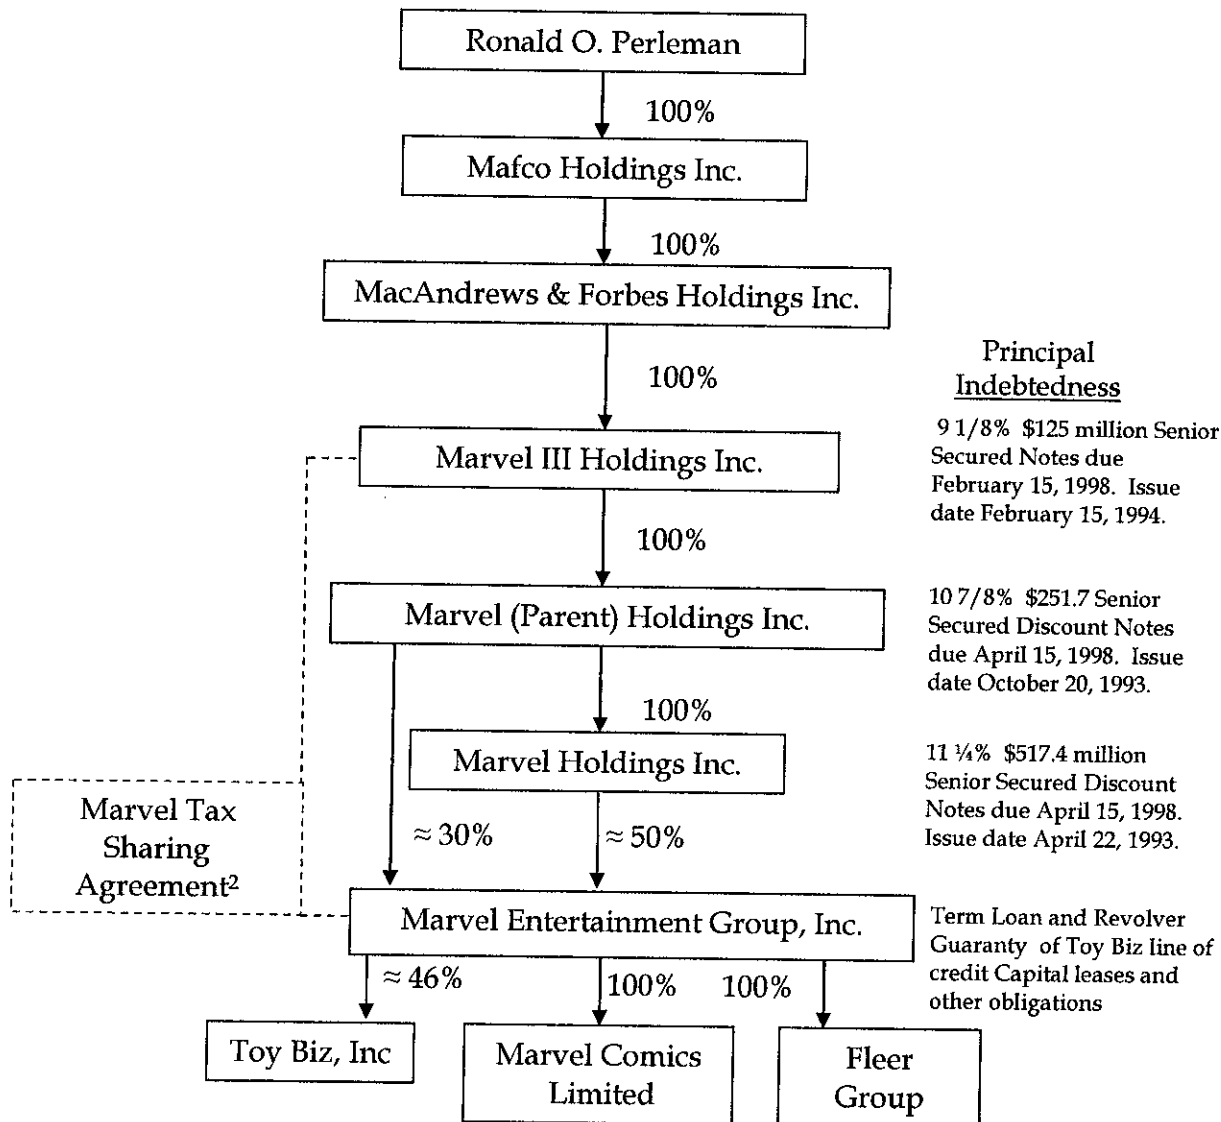 Ronald O. Perleman
100%
Mafco Holdings Inc.
100%
MacAndrews & Forbes Holdings Inc.
100%
Principal
Indebtedness
Marvel III Holdings Inc.
9 1/8% $125 million Senior
Secured Notes due
February 15, 1998. Issue
date February 15, 1994.
100%
Marvel (Parent) Holdings Inc.
10 7/8% $251.7 Senior
Secured Discount Notes
due April 15, 1998. Issue
date October 20, 1993.
100%
Marvel Holdings Inc.
11 ¼% $517.4 million
Senior Secured Discount
Notes due April 15, 1998.
Issue date April 22, 1993.
Marvel Tax
Sharing
Agreement²
≈ 30%
≈ 50%
Marvel Entertainment Group, Inc.
Term Loan and Revolver
Guaranty of Toy Biz line of
credit Capital leases and
other obligations
≈ 46%
100%
100%
Toy Biz, Inc
Marvel Comics
Limited
Fleer
Group